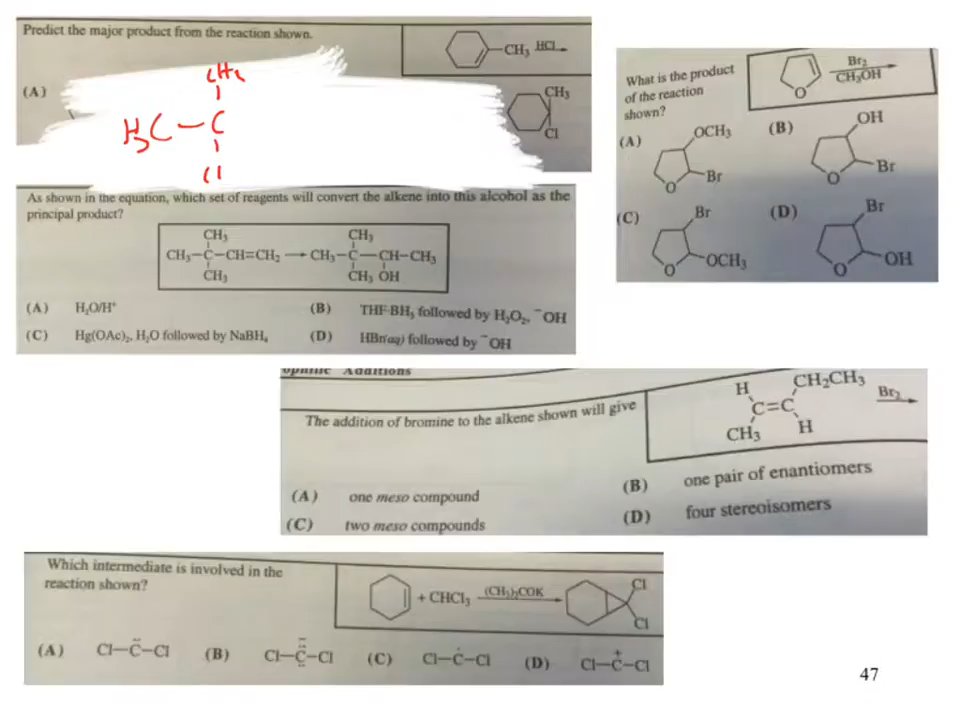 Predict the major product from the reaction shown.
CH₃ HCl
(A)
CH₃
H₃C – C
Cl
CH₃
Cl
What is the product
of the reaction
shown?
O
Br₂
CH₃OH
(A)
OCH₃
Br
O
(B)
OH
Br
O
(C)
Br
OCH₃
O
(D)
Br
OH
O
As shown in the equation, which set of reagents will convert the alkene into this alcohol as the
principal product?
CH₃ CH₃
CH₃–C–CH=CH₂ → CH₃–C–CH–CH₃
CH₃ CH₃ OH
(A) H₂O/H⁺ (B) THF·BH₃ followed by H₂O₂, ⁻OH
(C) Hg(OAc)₂, H₂O followed by NaBH₄ (D) HBr(aq) followed by ⁻OH
ophilic Additions
The addition of bromine to the alkene shown will give
H CH₂CH₃
C=C Br₂
CH₃ H
(A) one meso compound (B) one pair of enantiomers
(C) two meso compounds (D) four stereoisomers
Which intermediate is involved in the
reaction shown?
+ CHCl₃ (CH₃)₃COK Cl
Cl
(A) Cl–C̈–Cl (B) Cl–C–Cl (C) Cl–Ċ–Cl (D) Cl–C–Cl
47